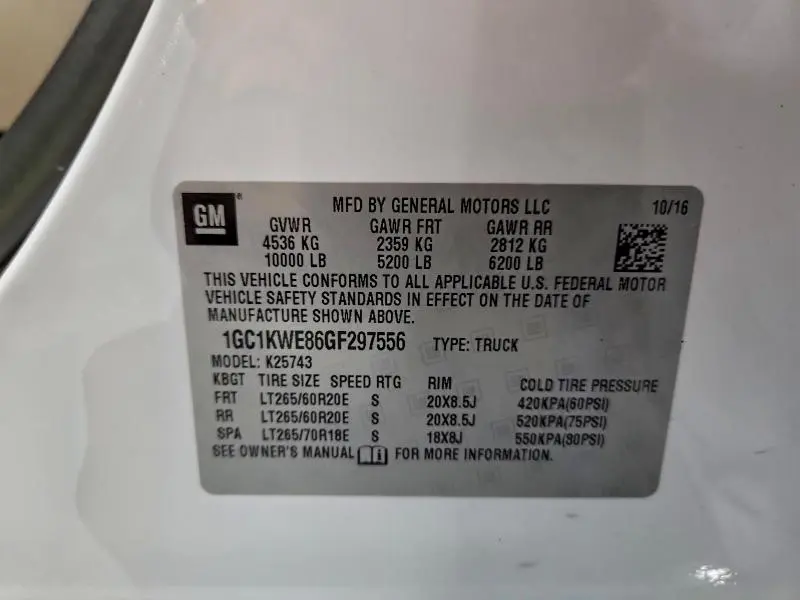 GM ®
MFD BY GENERAL MOTORS LLC 10/16
GVWR GAWR FRT GAWR RR
4536 KG 2359 KG 2812 KG
10000 LB 5200 LB 6200 LB
THIS VEHICLE CONFORMS TO ALL APPLICABLE U.S. FEDERAL MOTOR
VEHICLE SAFETY STANDARDS IN EFFECT ON THE DATE OF
MANUFACTURE SHOWN ABOVE.
1GC1KWE86GF297556 TYPE: TRUCK
MODEL: K25743
KBGT TIRE SIZE SPEED RTG RIM COLD TIRE PRESSURE
FRT LT265/60R20E S 20X8.5J 420KPA(60PSI)
RR LT265/60R20E S 20X8.5J 520KPA(75PSI)
SPA LT265/70R18E S 18X8J 550KPA(80PSI)
SEE OWNER'S MANUAL i FOR MORE INFORMATION.